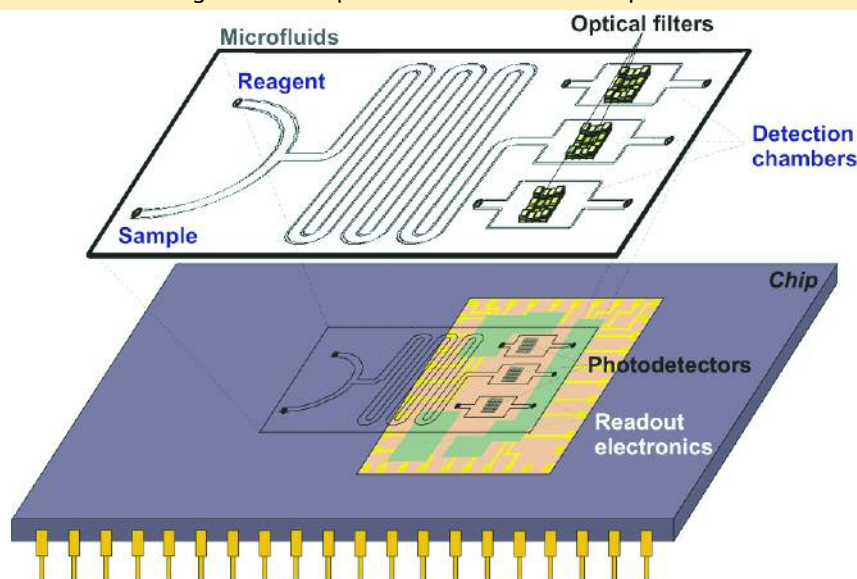 Optical filters
Microfluids
Reagent
Detection
chambers
Sample
Chip
Photodetectors
Readout
electronics